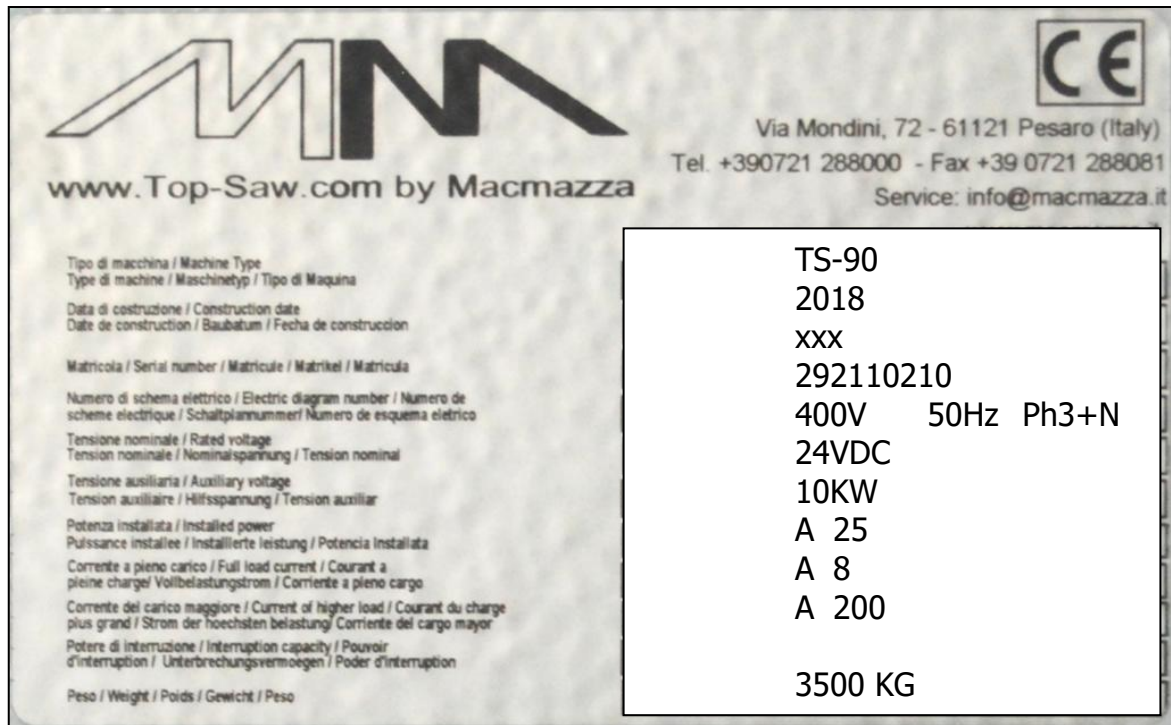 MM
CE
Via Mondini, 72 - 61121 Pesaro (Italy)
Tel. +390721 288000 - Fax +39 0721 288081
www.Top-Saw.com by Macmazza
Service: info@macmazza.it
Tipo di macchina / Machine Type
Type di machine / Maschinetyp / Tipo di Maquina
TS-90
Data di costruzione / Construction date
Date de construction / Baubatum / Fecha de construccion
2018
Matricola / Serial number / Matricule / Matrikel / Matricula
xxx
Numero di schema elettrico / Electric diagram number / Numero de
scheme electrique / Schaltplannummer/ Numero de esquema eletrico
292110210
Tensione nominale / Rated voltage
Tension nominale / Nominalspannung / Tension nominal
400V 50Hz Ph3+N
Tensione ausiliaria / Auxiliary voltage
Tension auxiliaire / Hilfsspannung / Tension auxiliar
24VDC
Potenza installata / Installed power
Puissance installee / Installierte leistung / Potencia Installata
10KW
Corrente a pieno carico / Full load current / Courant a
pleine charge/ Vollbelastungstrom / Corriente a pleno cargo
A 25
Corrente del carico maggiore / Current of higher load / Courant du charge
plus grand / Strom der hoechsten belastung/ Corriente del cargo mayor
A 8
Potere di interruzione / Interruption capacity / Pouvoir
d'interruption / Unterbrechungsvermoegen / Poder d'interruption
A 200
Peso / Weight / Poids / Gewicht / Peso
3500 KG